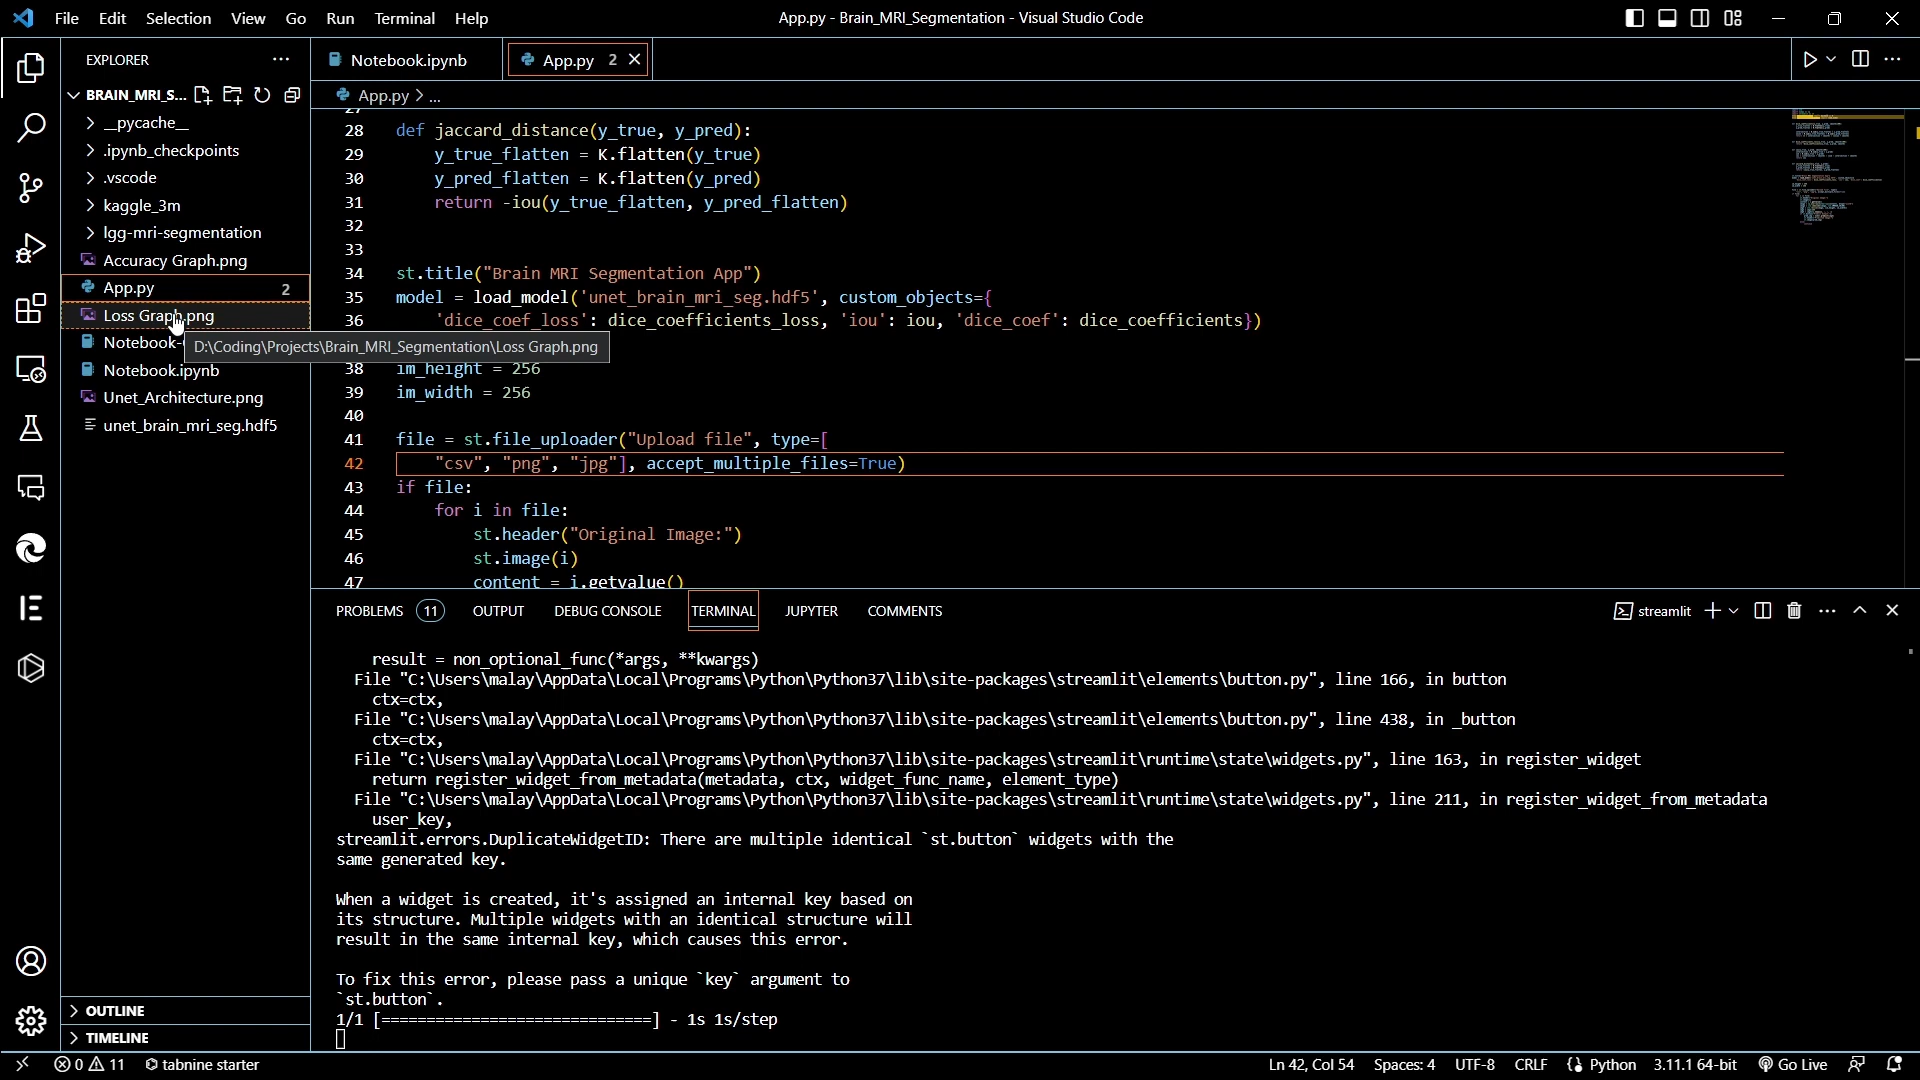 File Edit Selection View Go Run Terminal Help
App.py - Brain_MRI_Segmentation - Visual Studio Code
EXPLORER
BRAIN_MRI_S...
__pycache__
.ipynb_checkpoints
.vscode
kaggle_3m
lgg-mri-segmentation
Accuracy Graph.png
App.py 2
Loss Graph.png
Notebook-
Notebook.ipynb
Unet_Architecture.png
unet_brain_mri_seg.hdf5
OUTLINE
TIMELINE
D:\Coding\Projects\Brain_MRI_Segmentation\Loss Graph.png
Notebook.ipynb
App.py 2
App.py > ...
27
28 def jaccard_distance(y_true, y_pred):
29 y_true_flatten = K.flatten(y_true)
30 y_pred_flatten = K.flatten(y_pred)
31 return -iou(y_true_flatten, y_pred_flatten)
32
33
34 st.title("Brain MRI Segmentation App")
35 model = load_model('unet_brain_mri_seg.hdf5', custom_objects={
36 'dice_coef_loss': dice_coefficients_loss, 'iou': iou, 'dice_coef': dice_coefficients})
38 im_height = 256
39 im_width = 256
40
41 file = st.file_uploader("Upload file", type=[
42 "csv", "png", "jpg"], accept_multiple_files=True)
43 if file:
44 for i in file:
45 st.header("Original Image:")
46 st.image(i)
47 content = i.getvalue()
PROBLEMS 11 OUTPUT DEBUG CONSOLE TERMINAL JUPYTER COMMENTS
streamlit
result = non_optional_func(*args, **kwargs)
File "C:\Users\malay\AppData\Local\Programs\Python\Python37\lib\site-packages\streamlit\elements\button.py", line 166, in button
ctx=ctx,
File "C:\Users\malay\AppData\Local\Programs\Python\Python37\lib\site-packages\streamlit\elements\button.py", line 438, in _button
ctx=ctx,
File "C:\Users\malay\AppData\Local\Programs\Python\Python37\lib\site-packages\streamlit\runtime\state\widgets.py", line 163, in register_widget
return register_widget_from_metadata(metadata, ctx, widget_func_name, element_type)
File "C:\Users\malay\AppData\Local\Programs\Python\Python37\lib\site-packages\streamlit\runtime\state\widgets.py", line 211, in register_widget_from_metadata
user_key,
streamlit.errors.DuplicateWidgetID: There are multiple identical `st.button` widgets with the
same generated key.
When a widget is created, it's assigned an internal key based on
its structure. Multiple widgets with an identical structure will
result in the same internal key, which causes this error.
To fix this error, please pass a unique `key` argument to
`st.button`.
1/1 [==============================] - 1s 1s/step
0 11 tabnine starter
Ln 42, Col 54 Spaces: 4 UTF-8 CRLF Python 3.11.1 64-bit Go Live